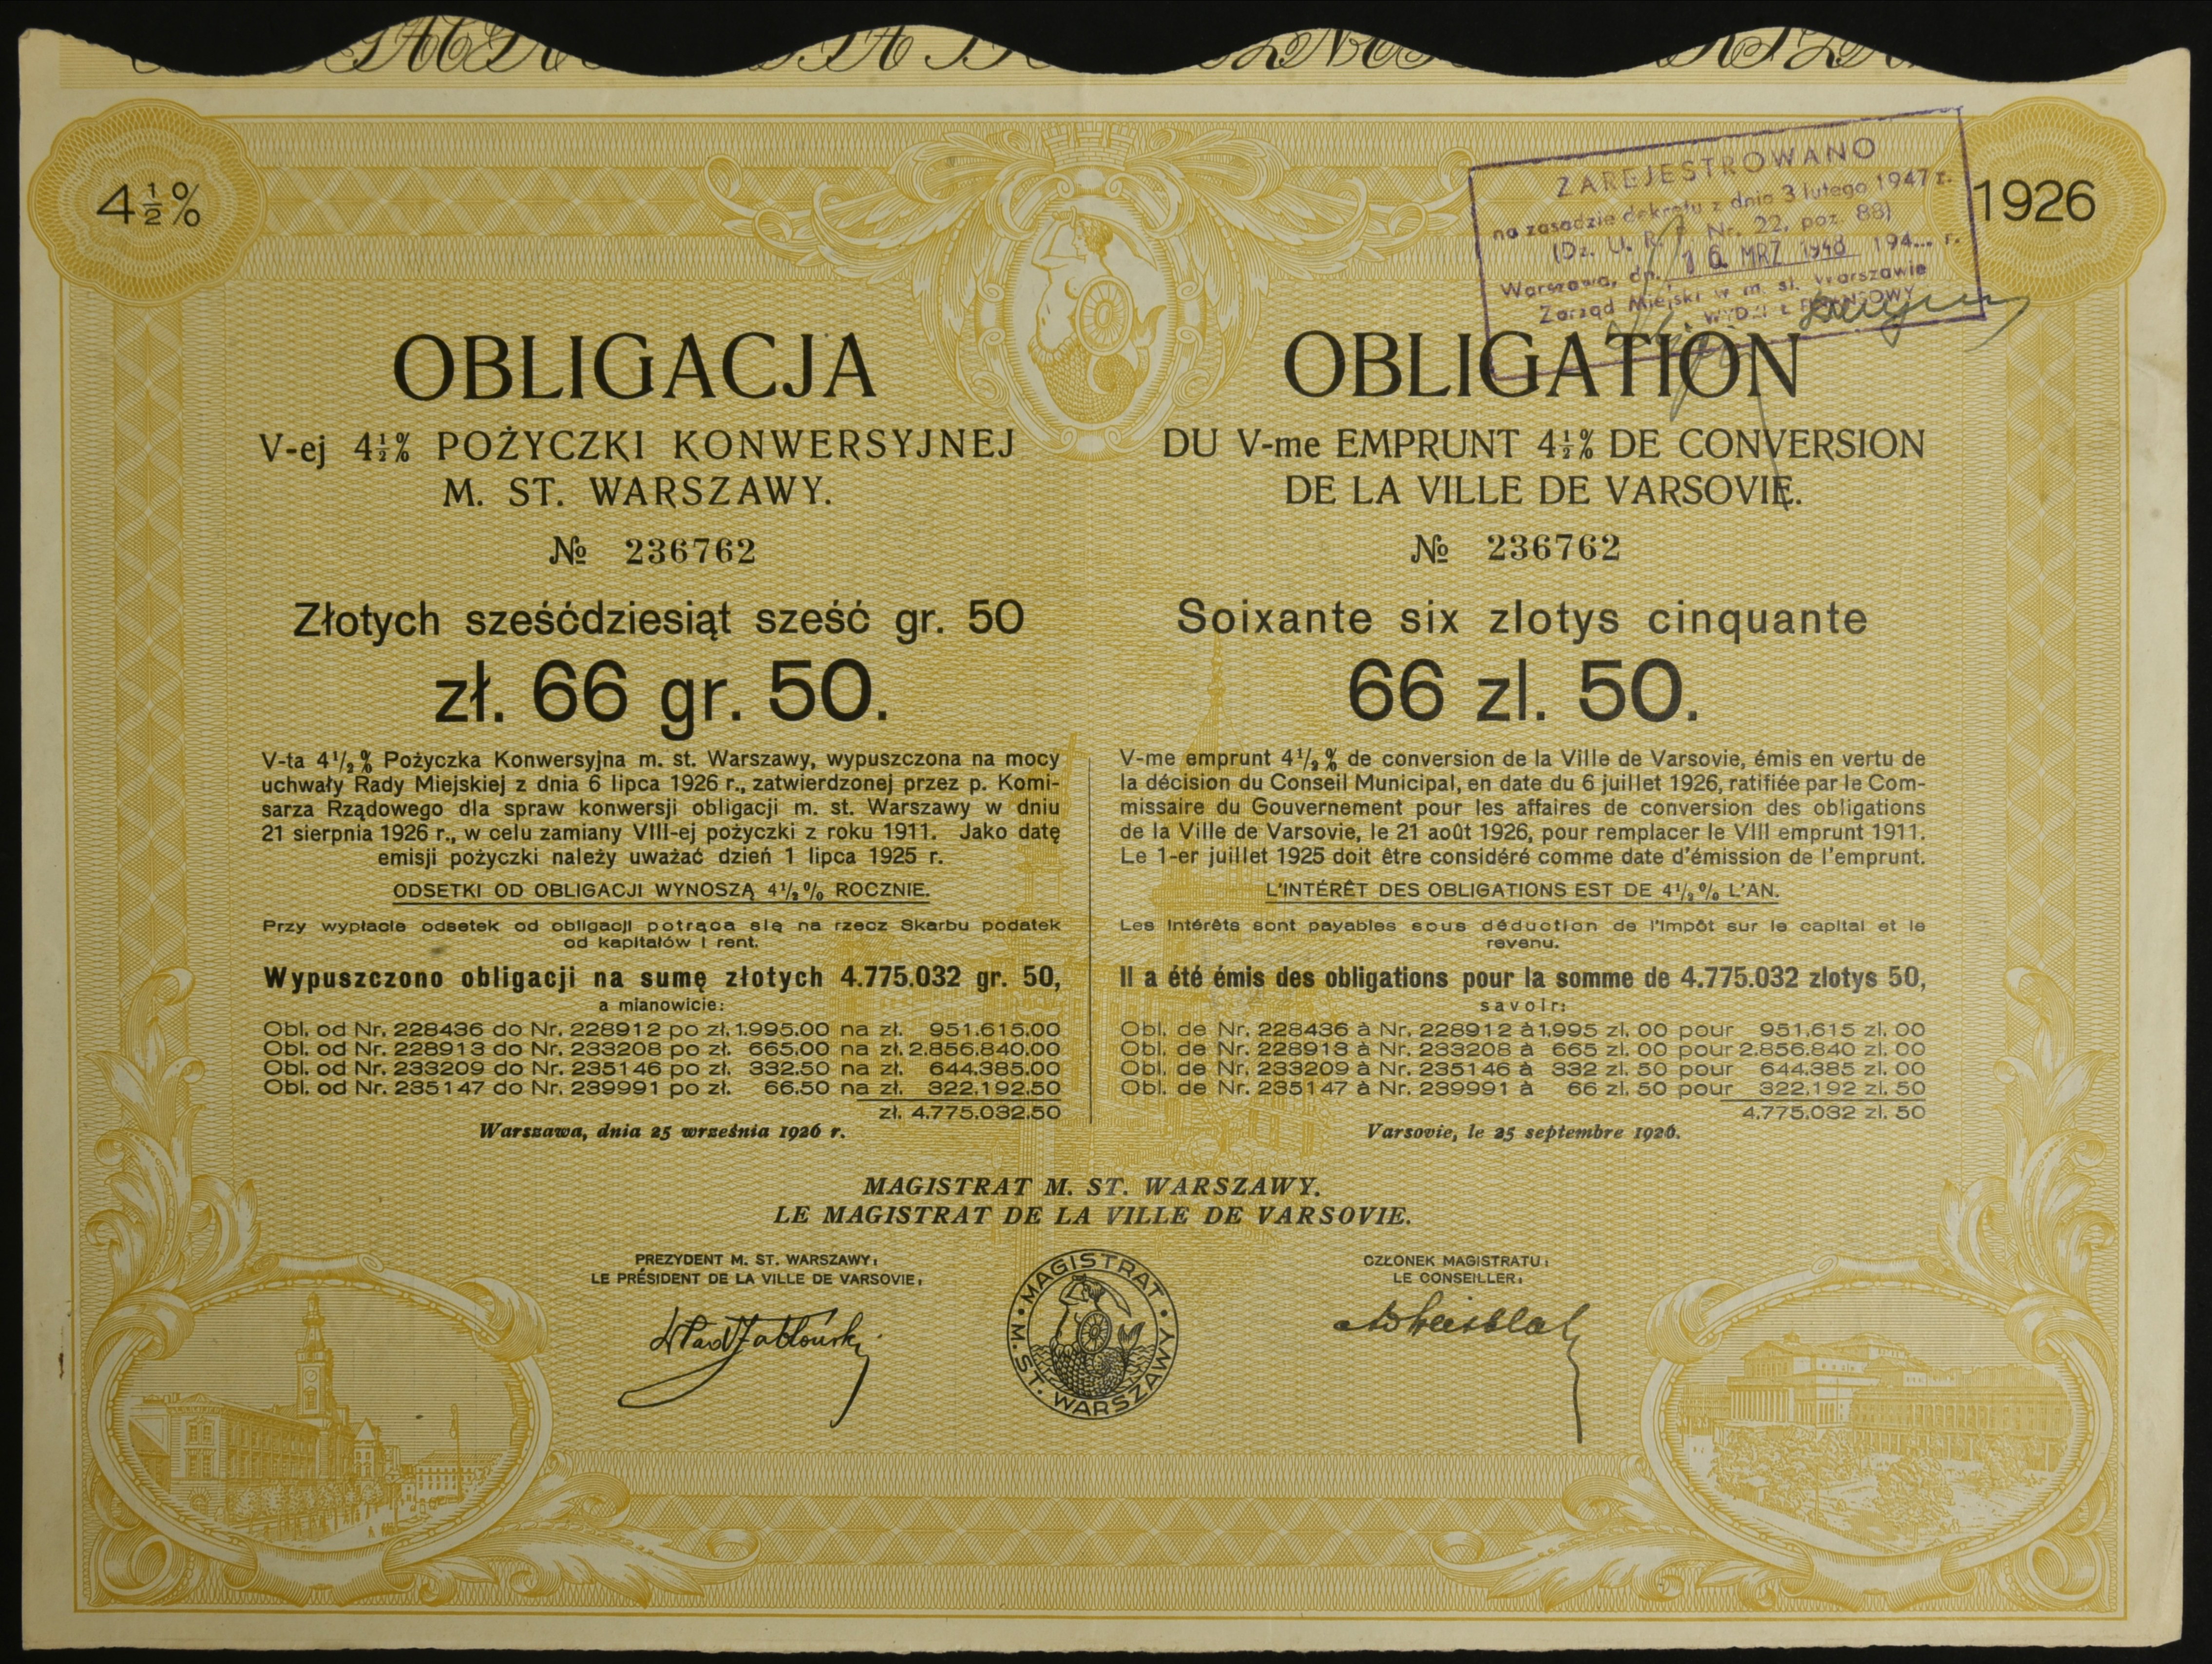 4½%
1926
ZAREJESTROWANO
na zasadzie dekretu z dnia 3 lutego 1947 r.
(Dz. U. R. P. Nr. 22, poz. 88)
Warszawa, dn. 16 MRZ 1948 194... r.
Zarząd Miejski w m. st. Warszawie
WYDZIAŁ FINANSOWY
OBLIGACJA
V-ej 4½% POŻYCZKI KONWERSYJNEJ
M. ST. WARSZAWY.
№ 236762
Złotych sześćdziesiąt sześć gr. 50
zł. 66 gr. 50.
V-ta 4½% Pożyczka Konwersyjna m. st. Warszawy, wypuszczona na mocy
uchwały Rady Miejskiej z dnia 6 lipca 1926 r., zatwierdzonej przez p. Komi-
sarza Rządowego dla spraw konwersji obligacji m. st. Warszawy w dniu
21 sierpnia 1926 r., w celu zamiany VIII-ej pożyczki z roku 1911. Jako datę
emisji pożyczki należy uważać dzień 1 lipca 1925 r.
ODSETKI OD OBLIGACJI WYNOSZĄ 4½% ROCZNIE.
Przy wypłacie odsetek od obligacji potrąca się na rzecz Skarbu podatek
od kapitałów i rent.
Wypuszczono obligacji na sumę złotych 4.775.032 gr. 50,
a mianowicie:
Obl. od Nr. 228436 do Nr. 228912 po zł. 1.995.00 na zł. 951.615.00
Obl. od Nr. 228913 do Nr. 233208 po zł. 665.00 na zł. 2.856.840.00
Obl. od Nr. 233209 do Nr. 235146 po zł. 332.50 na zł. 644.385.00
Obl. od Nr. 235147 do Nr. 239991 po zł. 66.50 na zł. 322.192.50
zł. 4.775.032.50
Warszawa, dnia 25 września 1926 r.
OBLIGATION
DU V-me EMPRUNT 4½% DE CONVERSION
DE LA VILLE DE VARSOVIE.
№ 236762
Soixante six zlotys cinquante
66 zl. 50.
V-me emprunt 4½% de conversion de la Ville de Varsovie, émis en vertu de
la décision du Conseil Municipal, en date du 6 juillet 1926, ratifiée par le Com-
missaire du Gouvernement pour les affaires de conversion des obligations
de la Ville de Varsovie, le 21 août 1926, pour remplacer le VIII emprunt 1911.
Le 1-er juillet 1925 doit être considéré comme date d'émission de l'emprunt.
L'INTÉRÊT DES OBLIGATIONS EST DE 4½% L'AN.
Les intérêts sont payables sous déduction de l'impôt sur le capital et le
revenu.
Il a été émis des obligations pour la somme de 4.775.032 zlotys 50,
savoir:
Obl. de Nr. 228436 à Nr. 228912 à 1.995 zl. 00 pour 951.615 zl. 00
Obl. de Nr. 228913 à Nr. 233208 à 665 zl. 00 pour 2.856.840 zl. 00
Obl. de Nr. 233209 à Nr. 235146 à 332 zl. 50 pour 644.385 zl. 00
Obl. de Nr. 235147 à Nr. 239991 à 66 zl. 50 pour 322.192 zl. 50
4.775.032 zl. 50
Varsovie, le 25 septembre 1926.
MAGISTRAT M. ST. WARSZAWY.
LE MAGISTRAT DE LA VILLE DE VARSOVIE.
PREZYDENT M. ST. WARSZAWY:
LE PRÉSIDENT DE LA VILLE DE VARSOVIE:
MAGISTRAT
M. ST. WARSZAWY
CZŁONEK MAGISTRATU:
LE CONSEILLER: